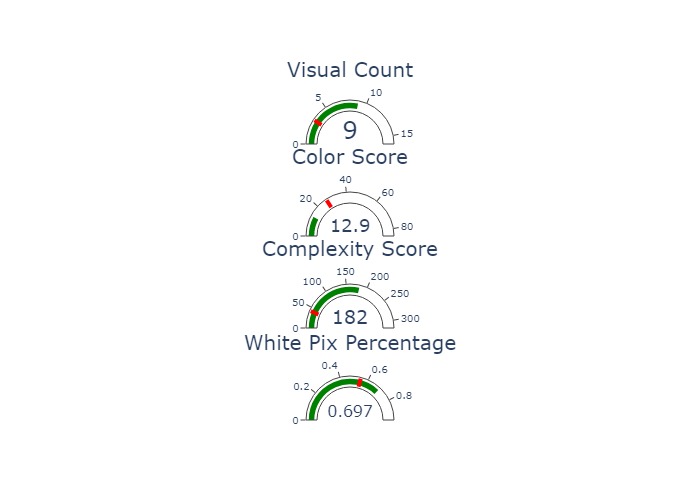 Visual Count
0 5 10 15
9
Color Score
0 20 40 60 80
12.9
Complexity Score
0 50 100 150 200 250 300
182
White Pix Percentage
0 0.2 0.4 0.6 0.8
0.697